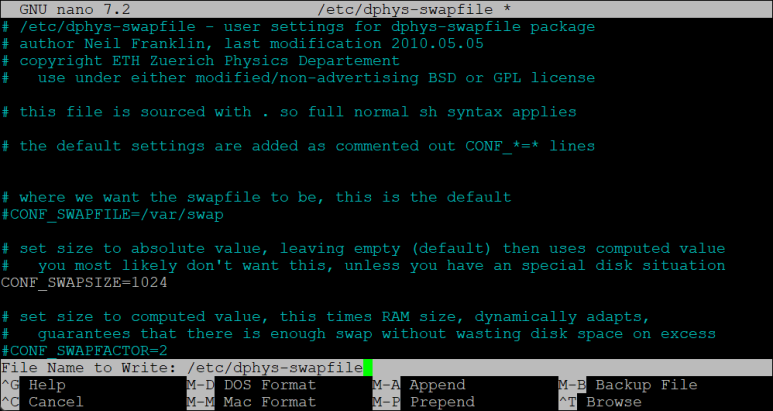 GNU nano 7.2 /etc/dphys-swapfile *
# /etc/dphys-swapfile - user settings for dphys-swapfile package
# author Neil Franklin, last modification 2010.05.05
# copyright ETH Zuerich Physics Departement
#   use under either modified/non-advertising BSD or GPL license
# this file is sourced with . so full normal sh syntax applies
# the default settings are added as commented out CONF_*=* lines
# where we want the swapfile to be, this is the default
#CONF_SWAPFILE=/var/swap
# set size to absolute value, leaving empty (default) then uses computed value
#   you most likely don't want this, unless you have an special disk situation
CONF_SWAPSIZE=1024
# set size to computed value, this times RAM size, dynamically adapts,
#   guarantees that there is enough swap without wasting disk space on excess
#CONF_SWAPFACTOR=2
File Name to Write: /etc/dphys-swapfile
^G Help M-D DOS Format M-A Append M-B Backup File
^C Cancel M-M Mac Format M-P Prepend ^T Browse